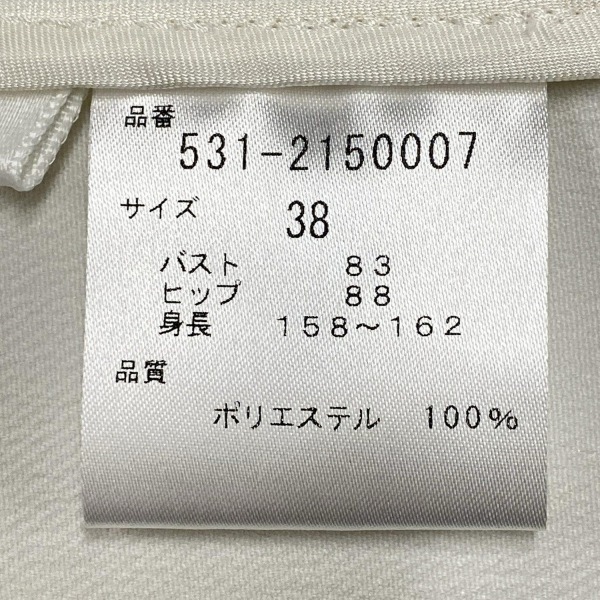 品番
531-2150007
サイズ 38
バスト 83
ヒップ 88
身長 158~162
品質
ポリエステル 100%